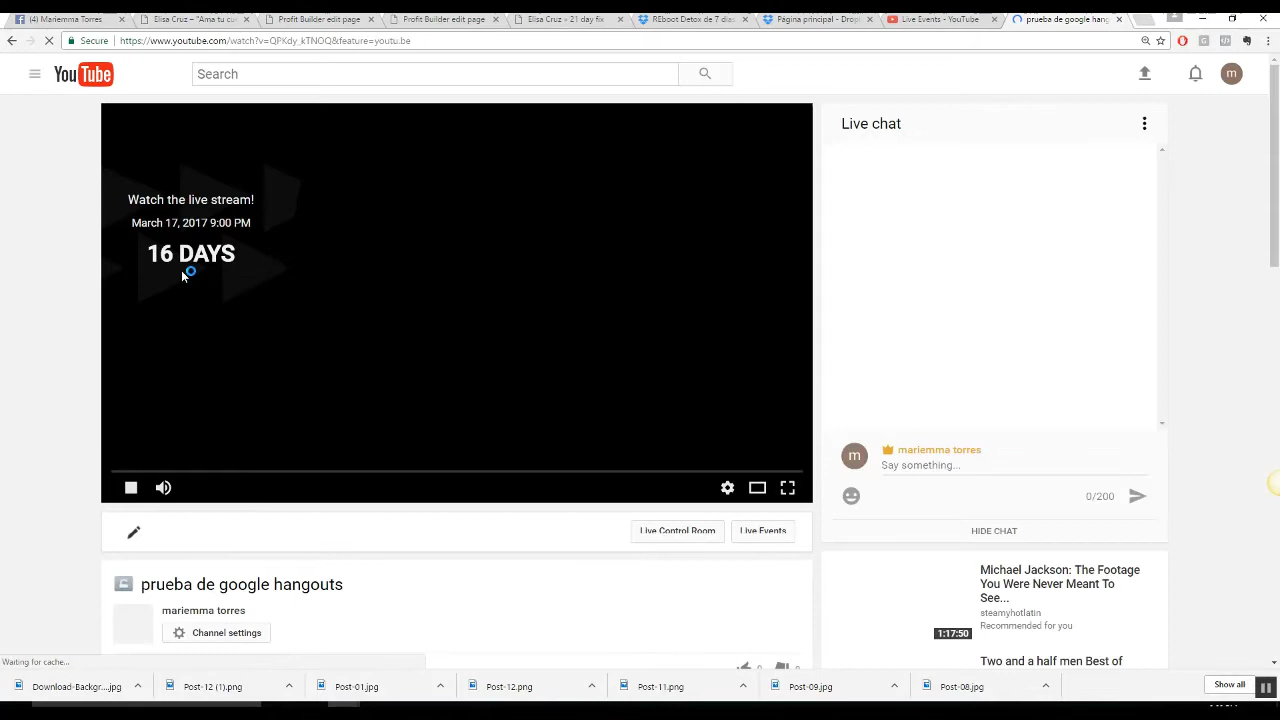 (4) Mariemma Torres
Elisa Cruz – "Ama tu cu
Profit Builder edit page
Profit Builder edit page
Elisa Cruz – 21 day fix
REboot Detox
Página principal - Drop
Live Events - YouTube
prueba de google hang
Secure
https://www.youtube.com/watch?v=QPKdy_kTNOQ&feature=youtu.be
YouTube
Search
m
Live chat
Watch the live stream!
March 17, 2017 9:00 PM
16 DAYS
m
mariemma torres
Say something...
0/200
HIDE CHAT
Live Control Room
Live Events
prueba de google hangouts
mariemma torres
Channel settings
Michael Jackson: The Footage
You Were Never Meant To
See...
steamyhotlatin
Recommended for you
1:17:50
Two and a half men Best of
Waiting for cache...
Download-Backgr....jpg
Post-12 (1).png
Post-01.jpg
Post-12.png
Post-11.png
Post-09.jpg
Post-08.jpg
Show all